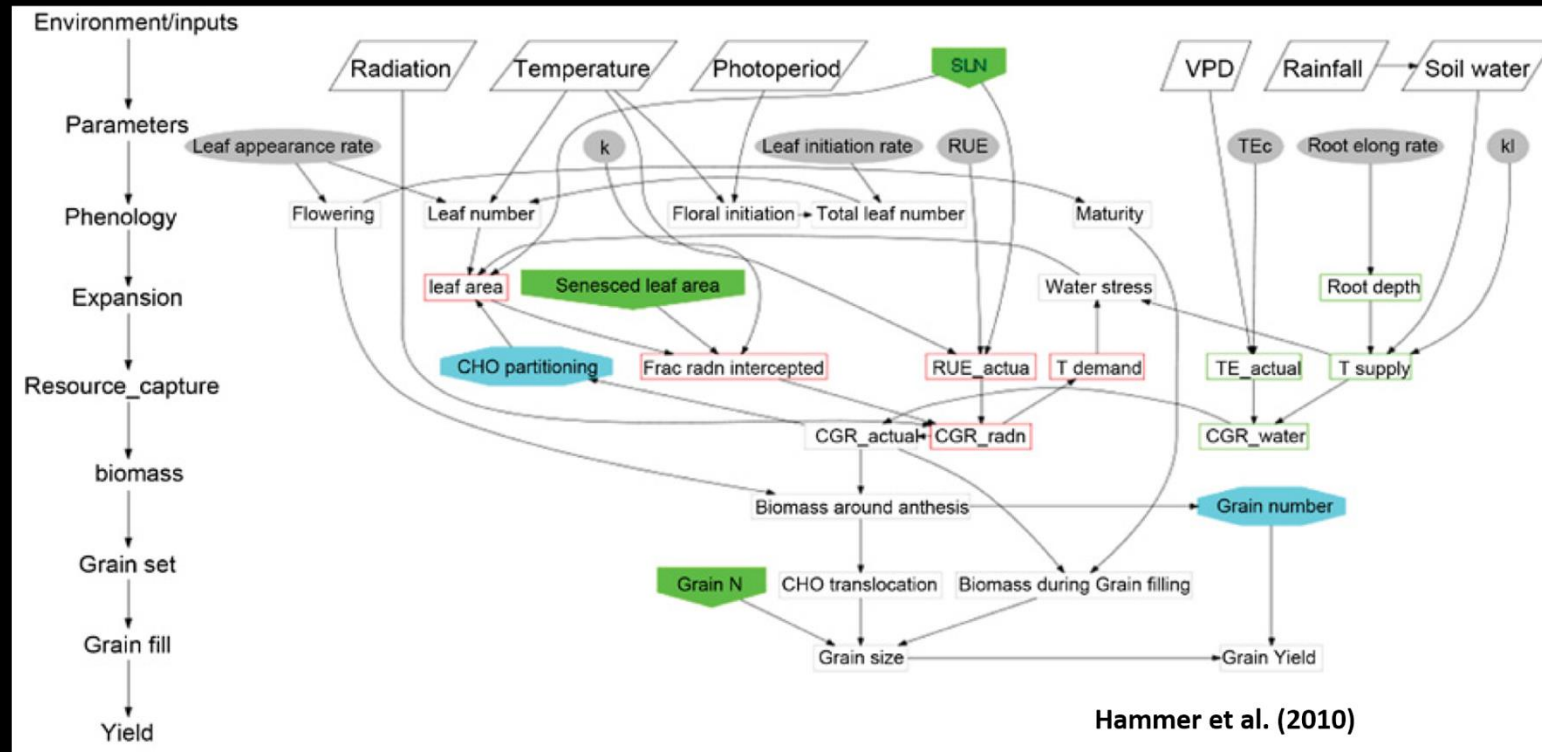 Environment/inputs
Radiation
Temperature
Photoperiod
SLN
VPD
Rainfall
Soil water
Parameters
Leaf appearance rate
k
Leaf initiation rate
RUE
TEc
Root elong rate
kl
Phenology
Flowering
Leaf number
Floral initiation
Total leaf number
Maturity
Expansion
leaf area
Senesced leaf area
Water stress
Root depth
Resource_capture
CHO partitioning
Frac radn intercepted
RUE_actua
T demand
TE_actual
T supply
CGR_actual
CGR_radn
CGR_water
biomass
Biomass around anthesis
Grain number
Grain set
Grain N
CHO translocation
Biomass during Grain filling
Grain fill
Grain size
Grain Yield
Yield
Hammer et al. (2010)